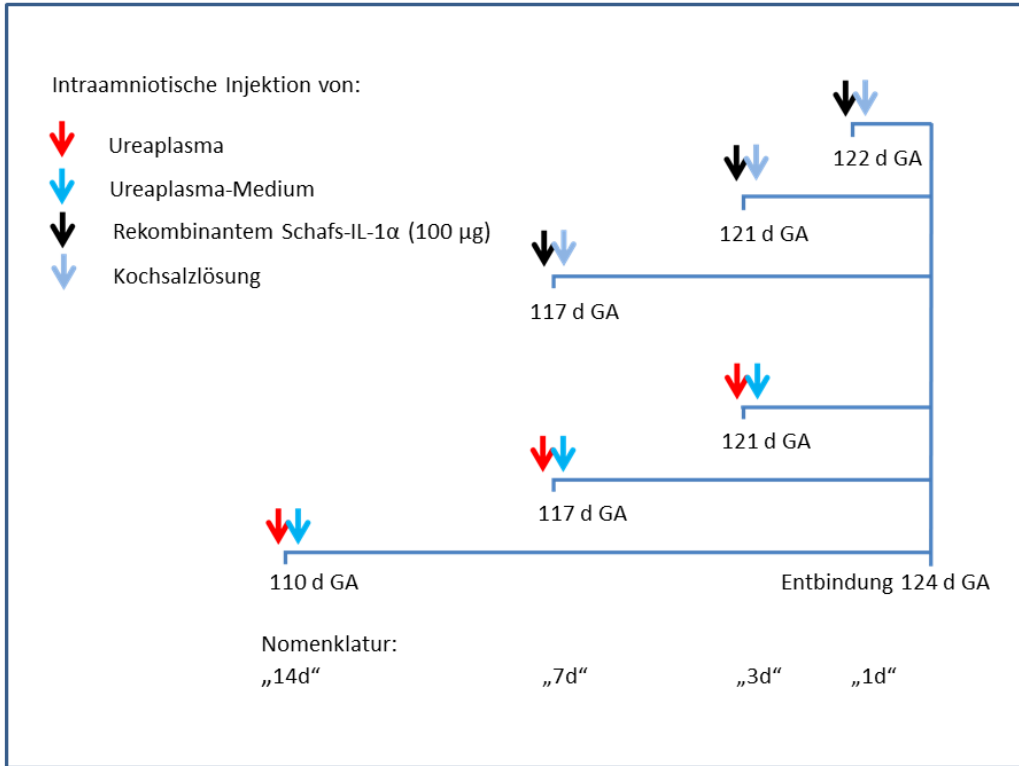 Intraamniotische Injektion von:
Ureaplasma
Ureaplasma-Medium
Rekombinantem Schafs-IL-1α (100 µg)
Kochsalzlösung
122 d GA
121 d GA
117 d GA
121 d GA
117 d GA
110 d GA
Entbindung 124 d GA
Nomenklatur:
„14d“ „7d“ „3d“ „1d“